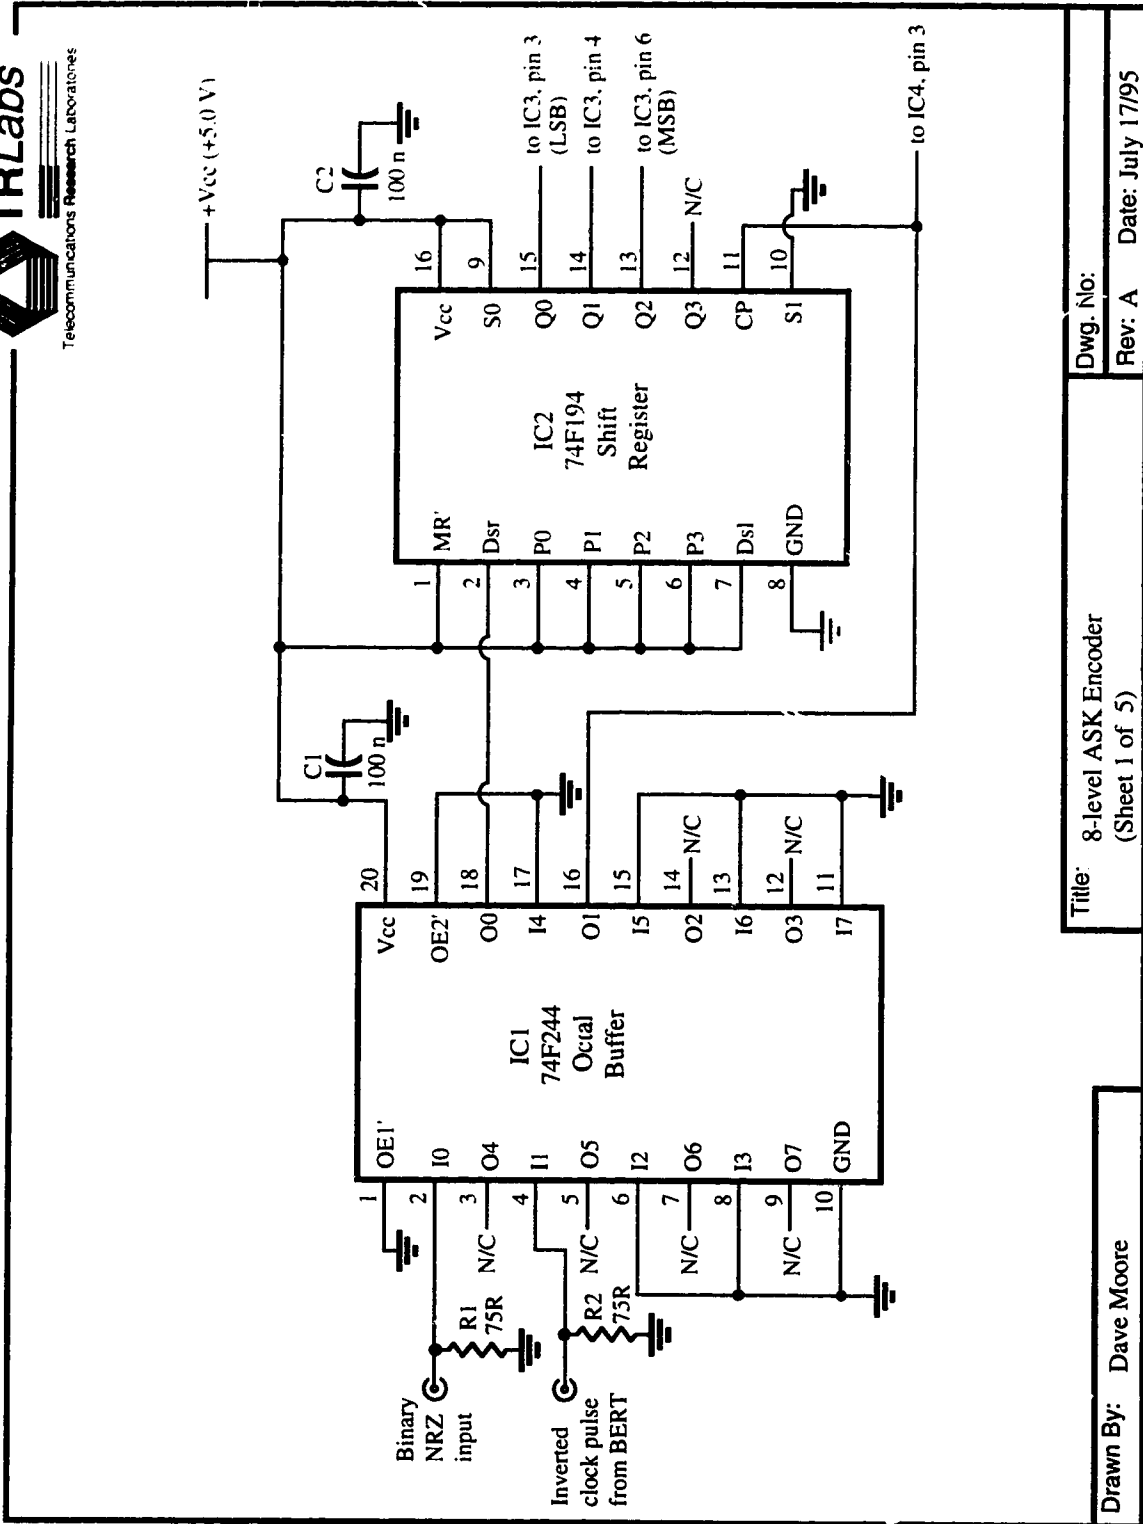 TRLabs
Telecommunications Research Laboratories
+Vcc (+5.0 V)
C1
100 n
C2
100 n
Binary
NRZ
input
R1
75R
Inverted
clock pulse
from BERT
R2
75R
IC1
74F244
Octal
Buffer
1 OE1'
2 I0
N/C 3 O4
4 I1
N/C 5 O5
6 I2
N/C 7 O6
8 I3
N/C 9 O7
10 GND
Vcc 20
OE2' 19
O0 18
I4 17
O1 16
I5 15
O2 14 N/C
I6 13
O3 12 N/C
I7 11
IC2
74F194
Shift
Register
1 MR'
2 Dsr
3 P0
4 P1
5 P2
6 P3
7 Dsl
8 GND
Vcc 16
S0 9
Q0 15 to IC3, pin 3
(LSB)
Q1 14 to IC3, pin 4
Q2 13 to IC3, pin 6
(MSB)
Q3 12 N/C
CP 11
S1 10
to IC4, pin 3
Drawn By: Dave Moore
Title: 8-level ASK Encoder
(Sheet 1 of 5)
Dwg. No:
Rev: A Date: July 17/95